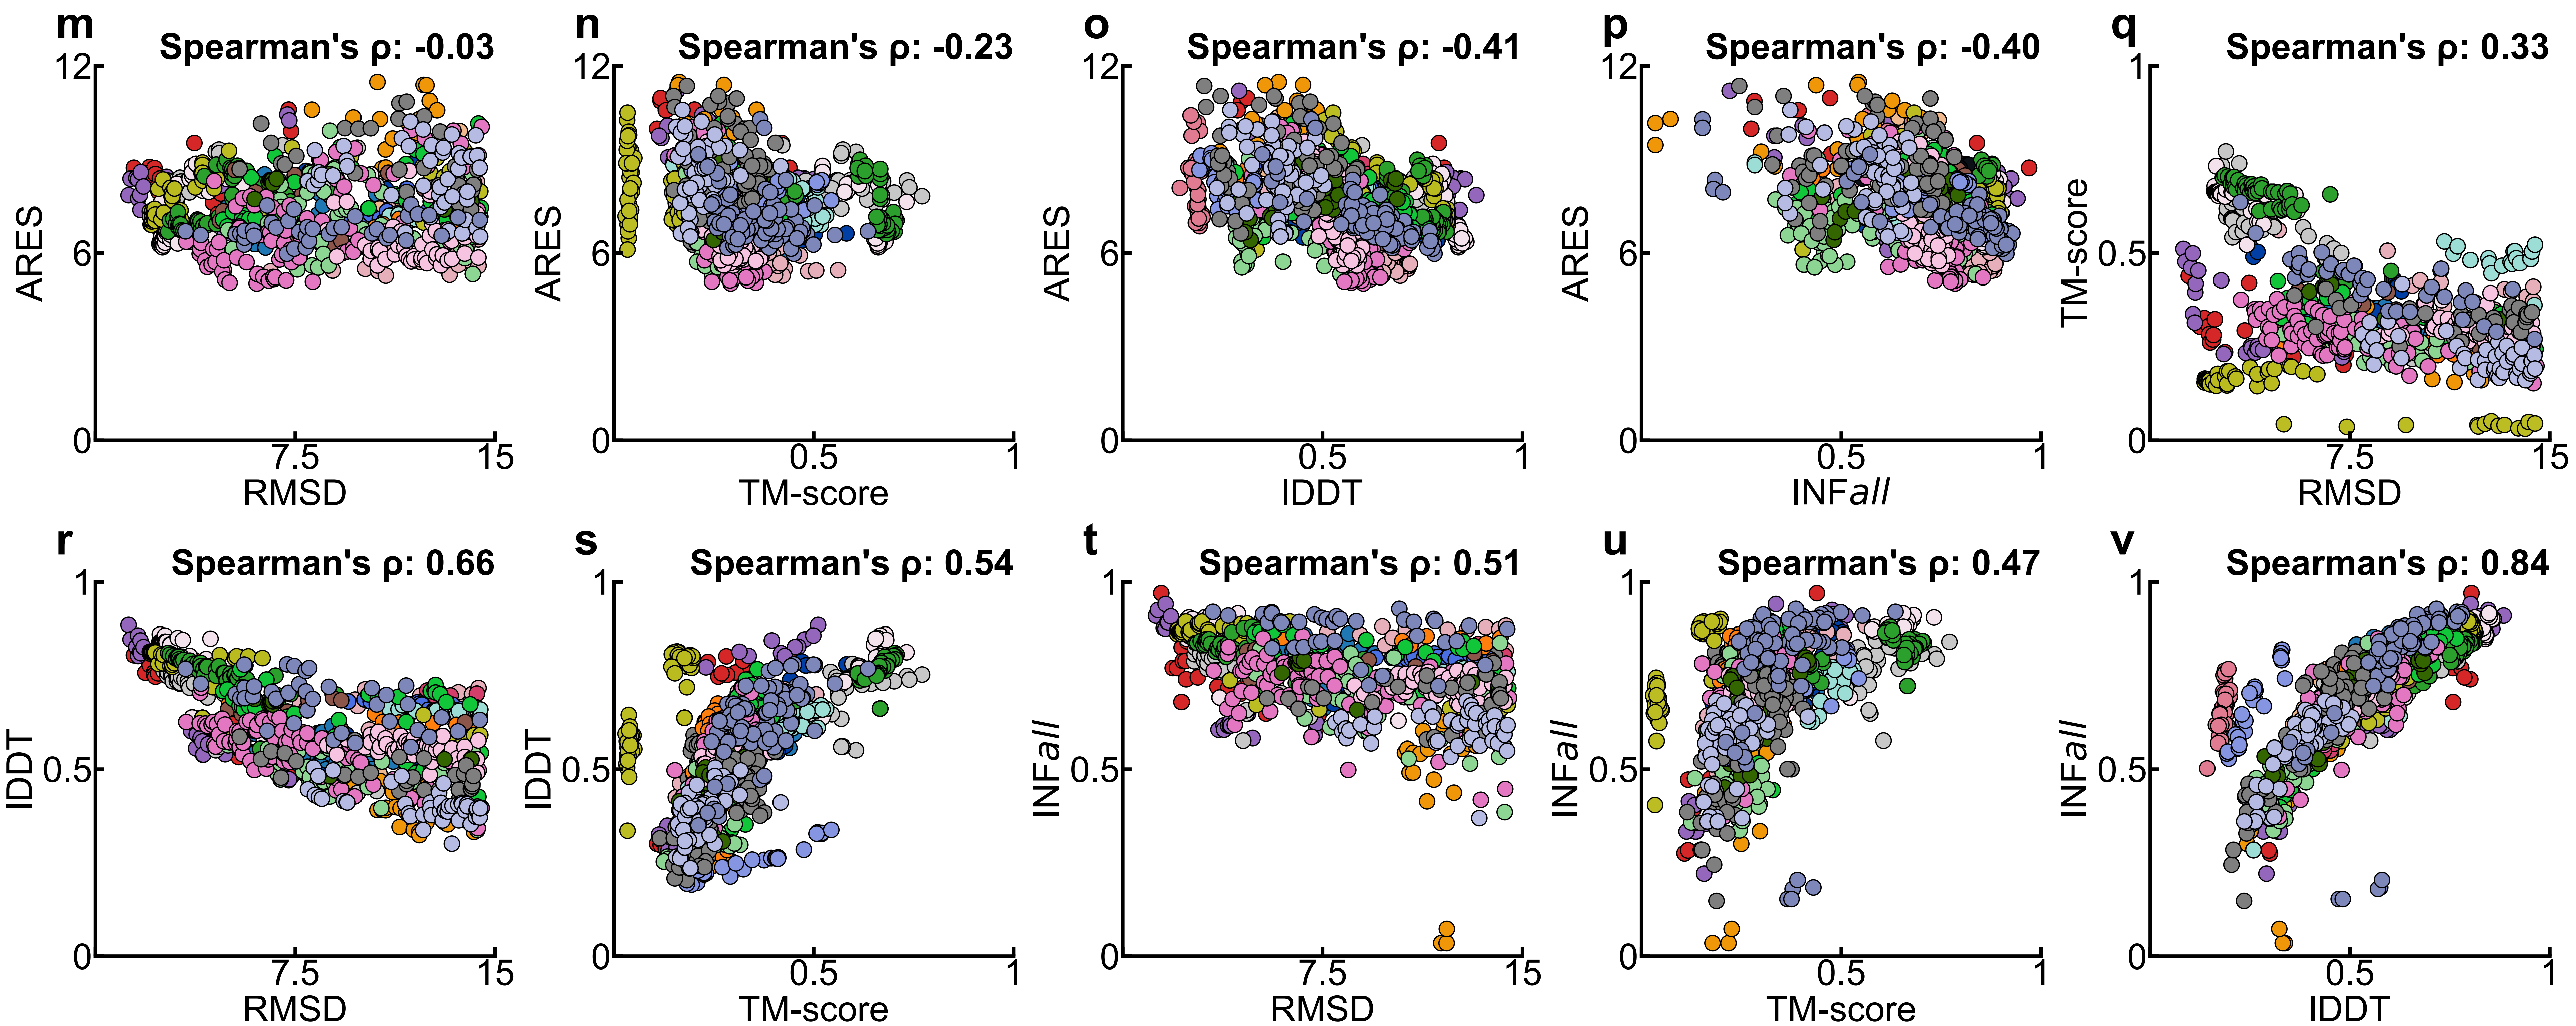 m
Spearman's ρ: -0.03
12
6
0
ARES
7.5
15
RMSD
n
Spearman's ρ: -0.23
12
6
0
ARES
0.5
1
TM-score
o
Spearman's ρ: -0.41
12
6
0
ARES
0.5
1
lDDT
p
Spearman's ρ: -0.40
12
6
0
ARES
0.5
1
INFall
q
Spearman's ρ: 0.33
1
0.5
0
TM-score
7.5
15
RMSD
r
Spearman's ρ: 0.66
1
0.5
0
lDDT
7.5
15
RMSD
s
Spearman's ρ: 0.54
1
0.5
0
lDDT
0.5
1
TM-score
t
Spearman's ρ: 0.51
1
0.5
0
INFall
7.5
15
RMSD
u
Spearman's ρ: 0.47
1
0.5
0
INFall
0.5
1
TM-score
v
Spearman's ρ: 0.84
1
0.5
0
INFall
0.5
1
lDDT